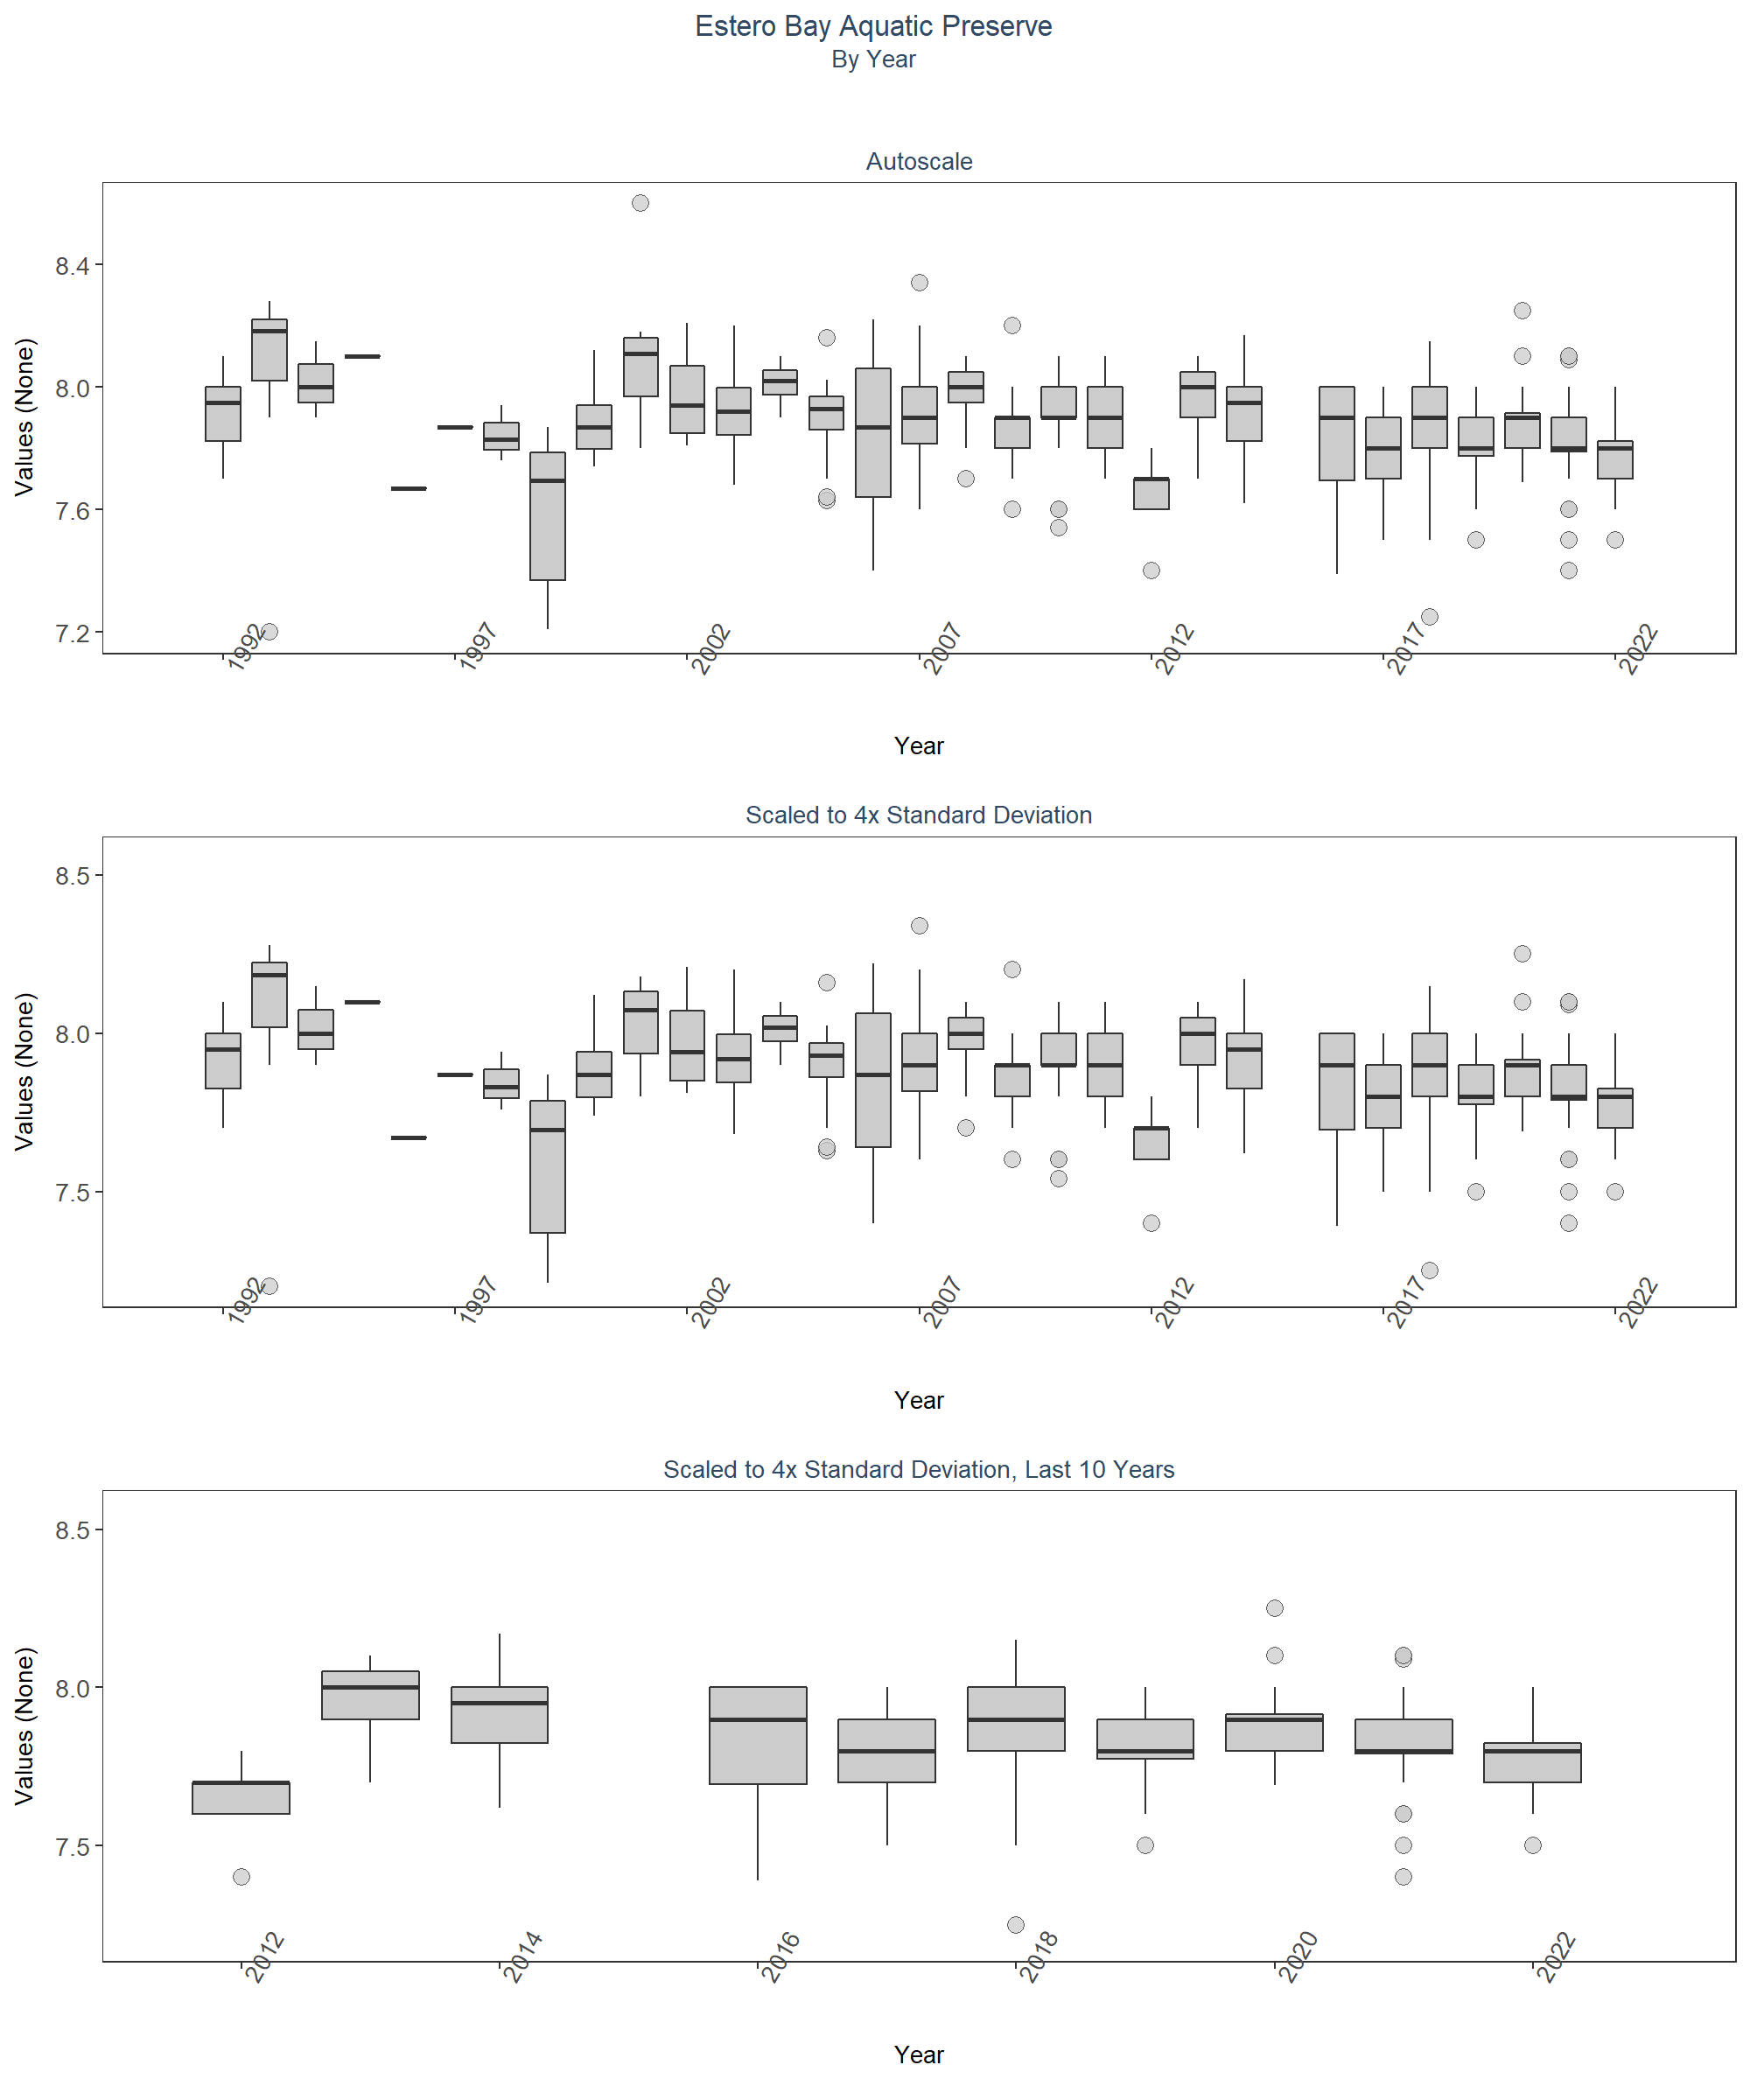 Estero Bay Aquatic Preserve
By Year
Autoscale
Values (None)
8.4
8.0
7.6
7.2
1992 1997 2002 2007 2012 2017 2022
Year
Scaled to 4x Standard Deviation
Values (None)
8.5
8.0
7.5
1992 1997 2002 2007 2012 2017 2022
Year
Scaled to 4x Standard Deviation, Last 10 Years
Values (None)
8.5
8.0
7.5
2012 2014 2016 2018 2020 2022
Year